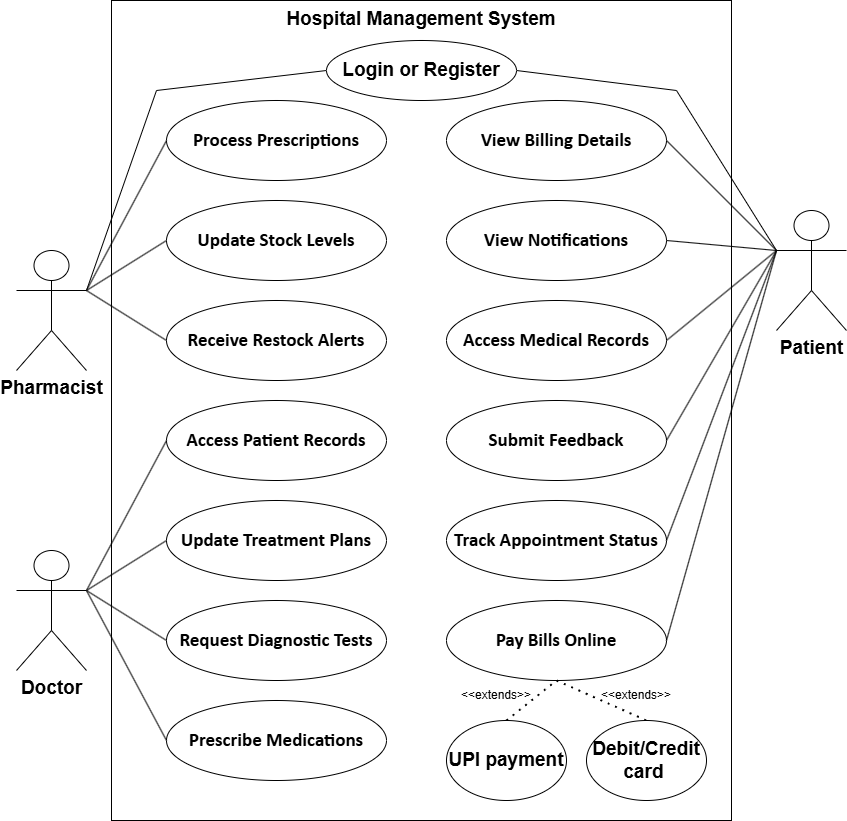 Hospital Management System
Login or Register
Process Prescriptions
View Billing Details
Update Stock Levels
View Notifications
Receive Restock Alerts
Access Medical Records
Patient
Pharmacist
Access Patient Records
Submit Feedback
Update Treatment Plans
Track Appointment Status
Request Diagnostic Tests
Pay Bills Online
Doctor
<<extends>>
<<extends>>
Prescribe Medications
UPI payment
Debit/Credit
card